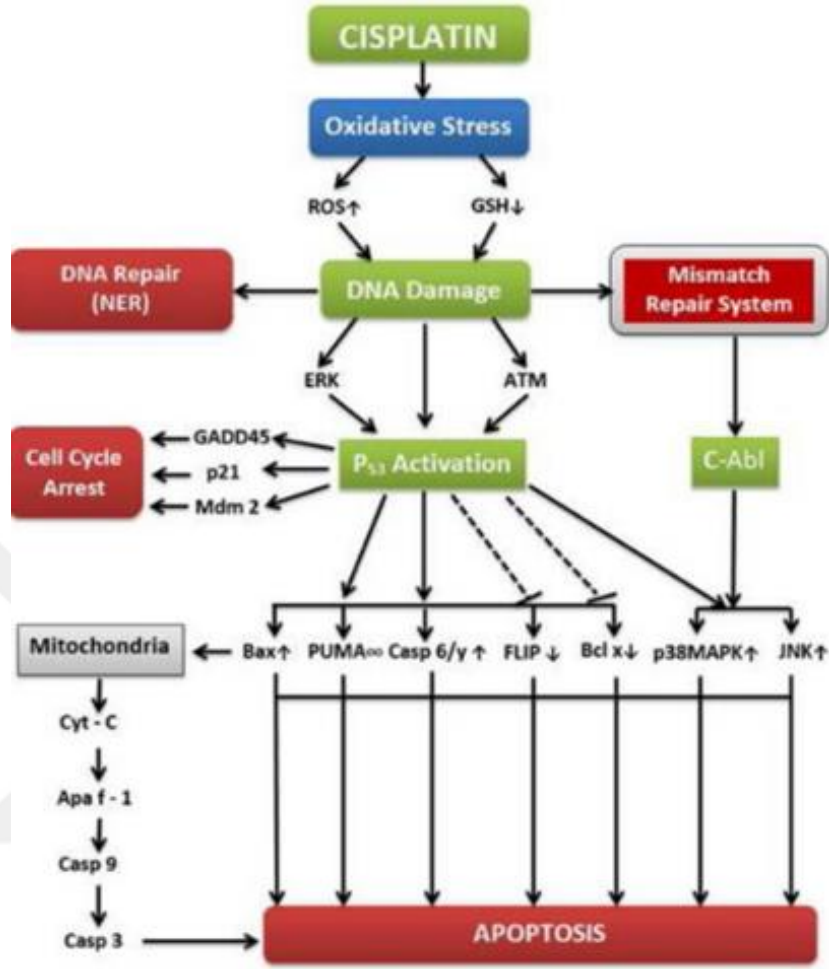 CISPLATIN
Oxidative Stress
ROS↑ GSH↓
DNA Repair
(NER)
DNA Damage
Mismatch
Repair System
ERK ATM
Cell Cycle
Arrest
GADD45
p21
Mdm 2
P53 Activation
C-Abl
Mitochondria
Bax↑ PUMA∞ Casp 6/y ↑ FLIP ↓ Bcl x↓ p38MAPK↑ JNK↑
Cyt - C
Apa f - 1
Casp 9
Casp 3
APOPTOSIS